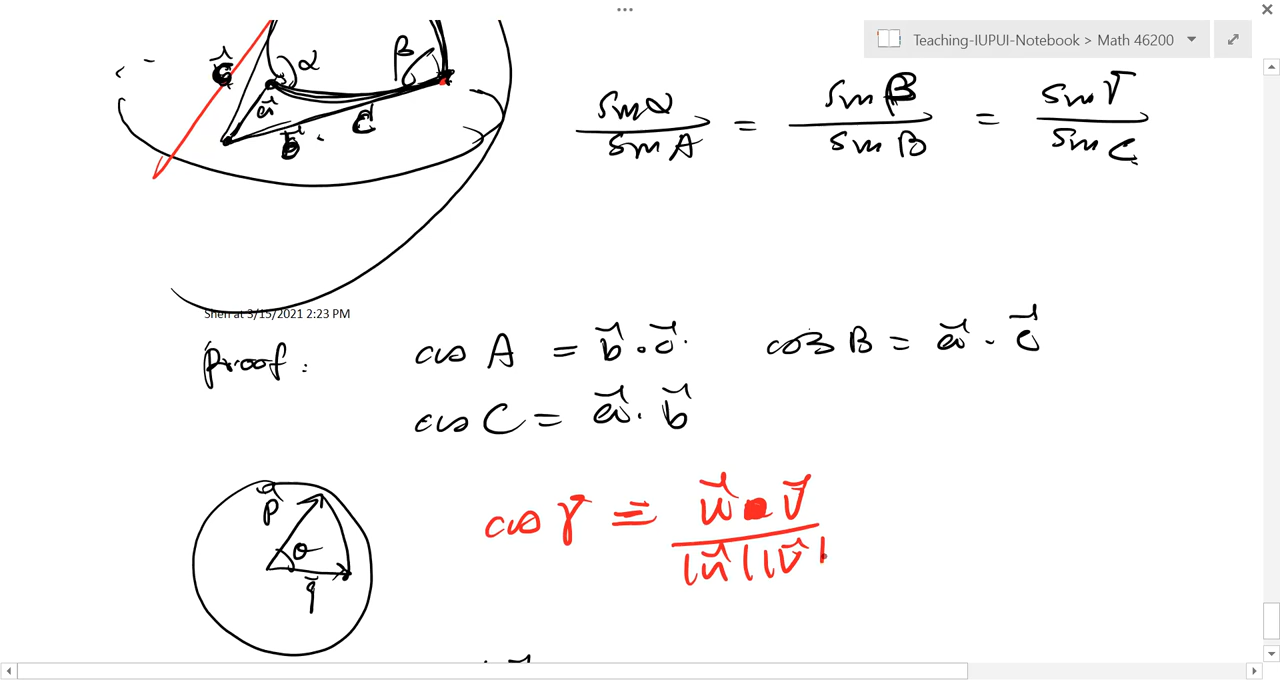 Teaching-IUPUI-Notebook > Math 46200
c⃗ α β
a⃗ C
b⃗
sin α / sin A = sin β / sin B = sin γ / sin C
Shen at 3/15/2021 2:23 PM
Proof: cos A = b⃗ · c⃗ cos B = a⃗ · c⃗
cos C = a⃗ · b⃗
p⃗ θ q⃗
cos γ = u⃗ · v⃗ / |u⃗| |v⃗|